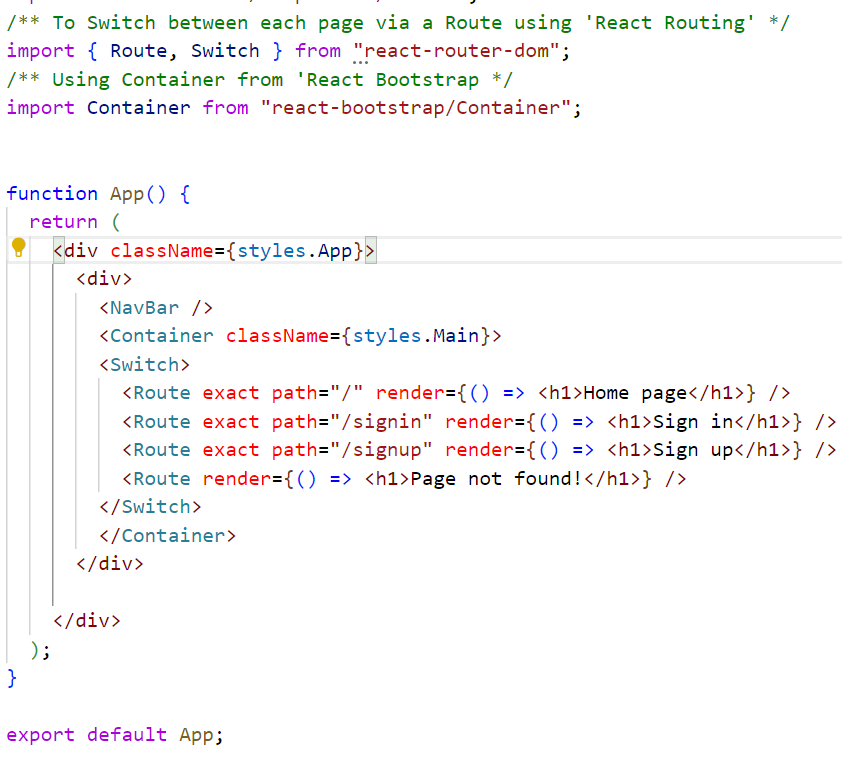 /** To Switch between each page via a Route using 'React Routing' */
import { Route, Switch } from "react-router-dom";
/** Using Container from 'React Bootstrap */
import Container from "react-bootstrap/Container";
function App() {
  return (
    <div className={styles.App}>
      <div>
        <NavBar />
        <Container className={styles.Main}>
        <Switch>
          <Route exact path="/" render={() => <h1>Home page</h1>} />
          <Route exact path="/signin" render={() => <h1>Sign in</h1>} />
          <Route exact path="/signup" render={() => <h1>Sign up</h1>} />
          <Route render={() => <h1>Page not found!</h1>} />
        </Switch>
        </Container>
      </div>
    </div>
  );
}
export default App;